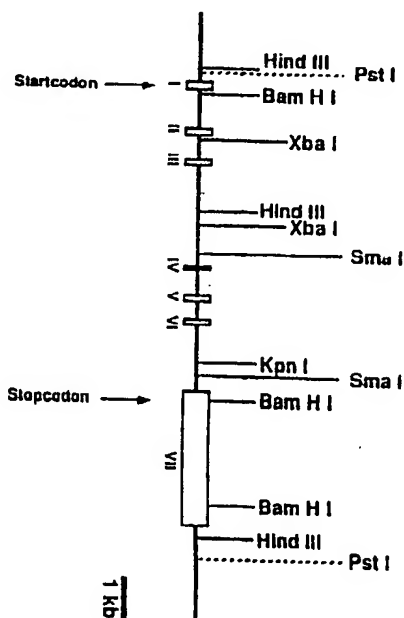 Hind III
Pst I
Startcodon
I
Bam H I
II
Xba I
III
Hind III
Xba I
Sma I
IV
V
VI
Kpn I
Sma I
Stopcodon
Bam H I
VII
Bam H I
Hind III
Pst I
1 kb